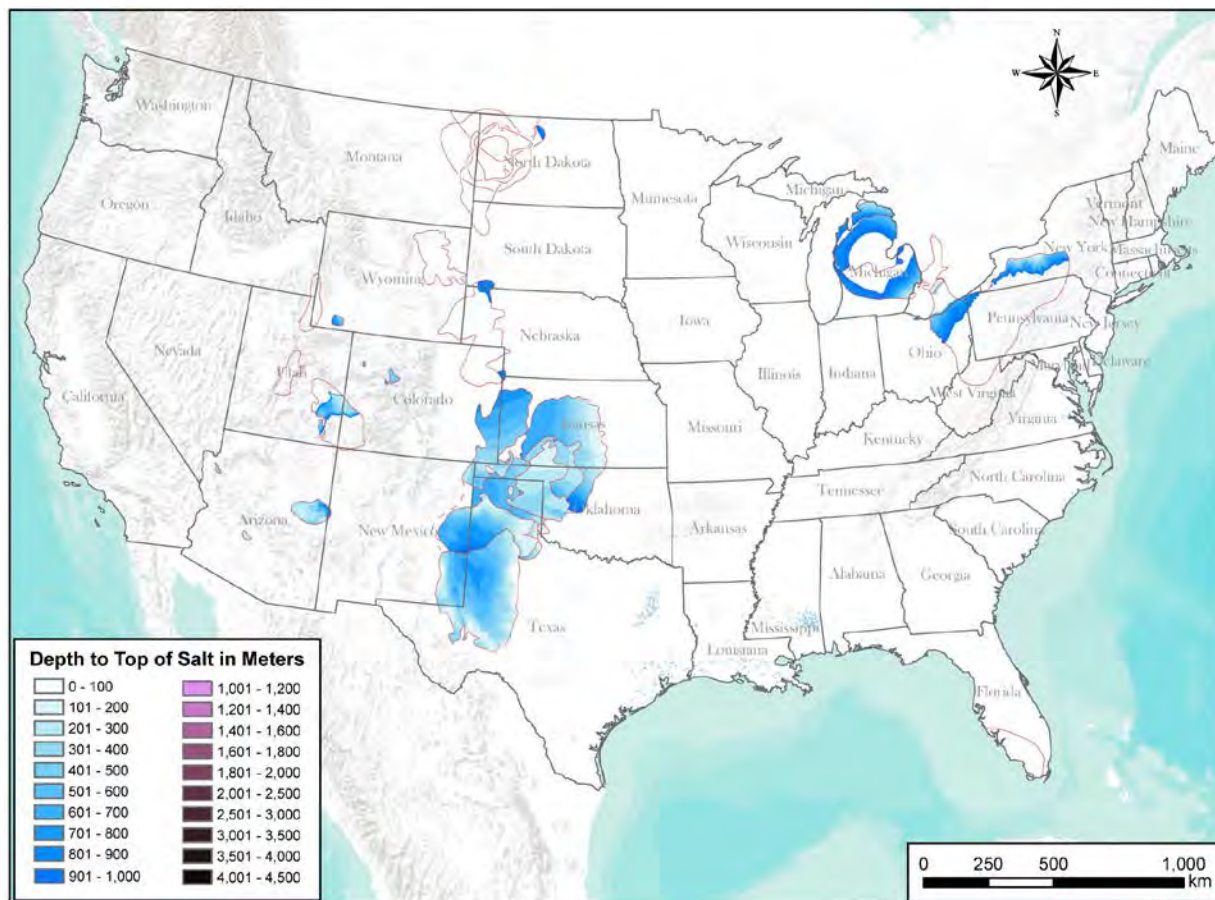 N
W E
S
Washington
Maine
Montana
North Dakota
Michigan
Vermont
Oregon
Minnesota
New Hampshire
Idaho
South Dakota
Wisconsin
New York Massachusetts
Wyoming
Michigan
Connecticut
Nebraska
Iowa
Pennsylvania
New Jersey
Nevada
Utah
Ohio
Illinois
Indiana
Maryland
Delaware
Colorado
West Virginia
California
Kansas
Missouri
Virginia
Kentucky
North Carolina
Tennessee
Arizona
New Mexico
Oklahoma
Arkansas
South Carolina
Alabama
Georgia
Texas
Mississippi
Louisiana
Florida
Depth to Top of Salt in Meters
0 - 100 1,001 - 1,200
101 - 200 1,201 - 1,400
201 - 300 1,401 - 1,600
301 - 400 1,601 - 1,800
401 - 500 1,801 - 2,000
501 - 600 2,001 - 2,500
601 - 700 2,501 - 3,000
701 - 800 3,001 - 3,500
801 - 900 3,501 - 4,000
901 - 1,000 4,001 - 4,500
0 250 500 1,000
km